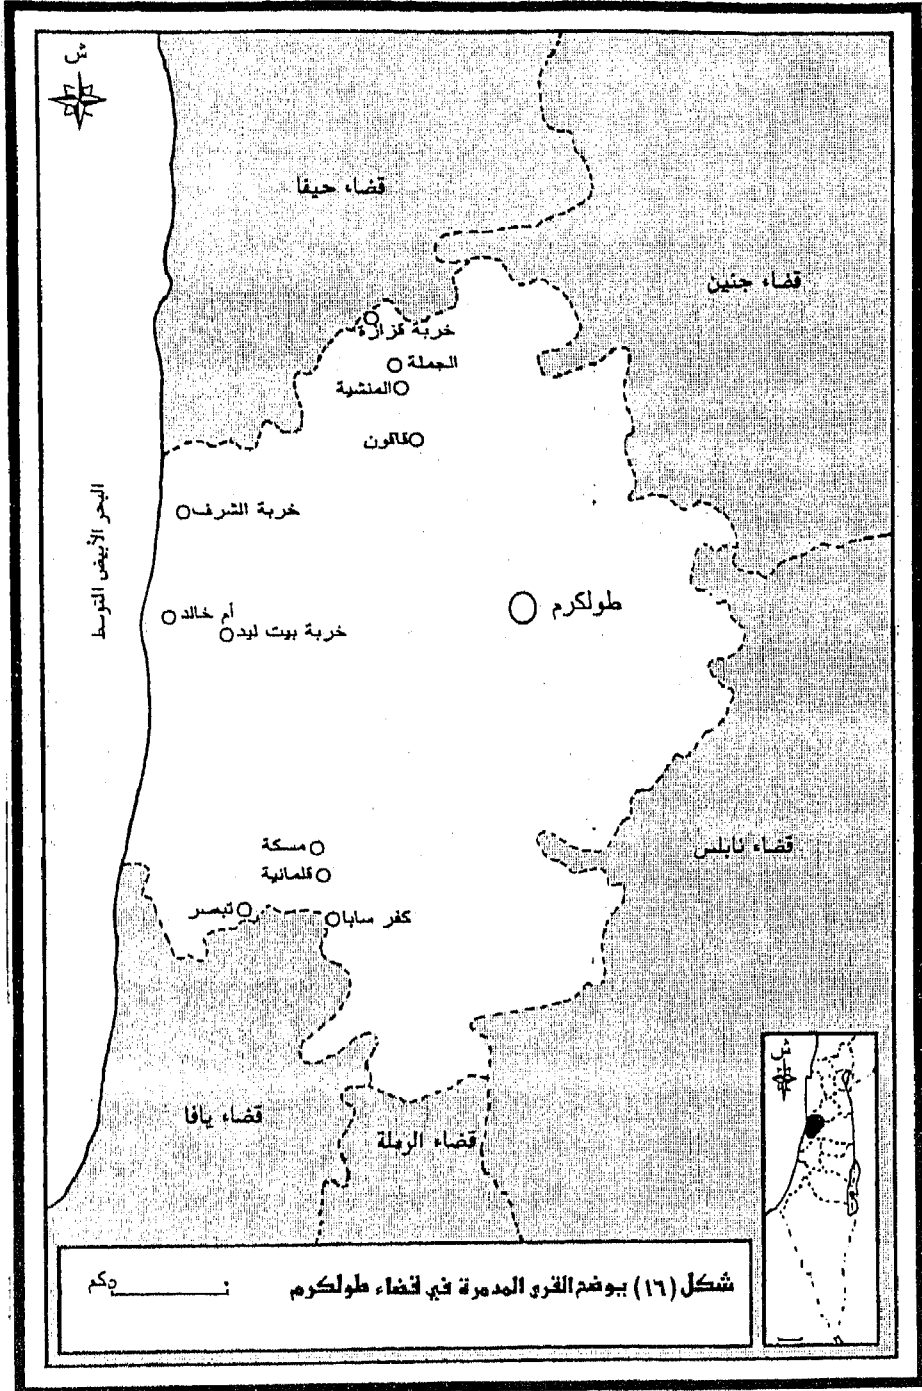 ش
قضاء حيفا
قضاء جنين
خربة قزازة
الجملة
المنشية
قاقون
خربة الشرف
البحر الأبيض المتوسط
أم خالد
خربة بيت ليد
طولكرم
مسكة
قلمانية
تبصر
كفر سابا
قضاء نابلس
قضاء يافا
قضاء الرملة
ش
شكل (١٦) يوضح القرى المدمرة في قضاء طولكرم
٠ ٥كم